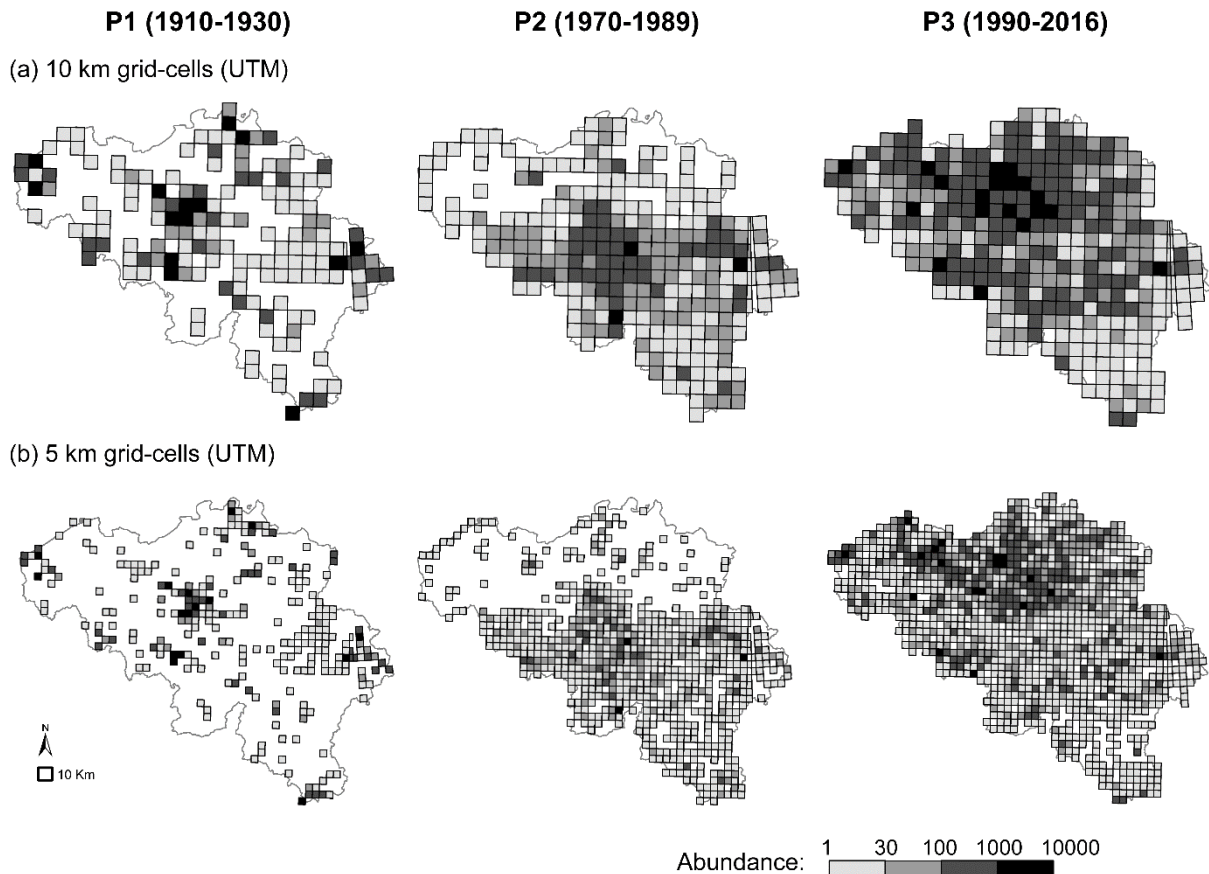 P1 (1910-1930) P2 (1970-1989) P3 (1990-2016)
(a) 10 km grid-cells (UTM)
(b) 5 km grid-cells (UTM)
N
10 Km
1 30 100 1000 10000
Abundance: